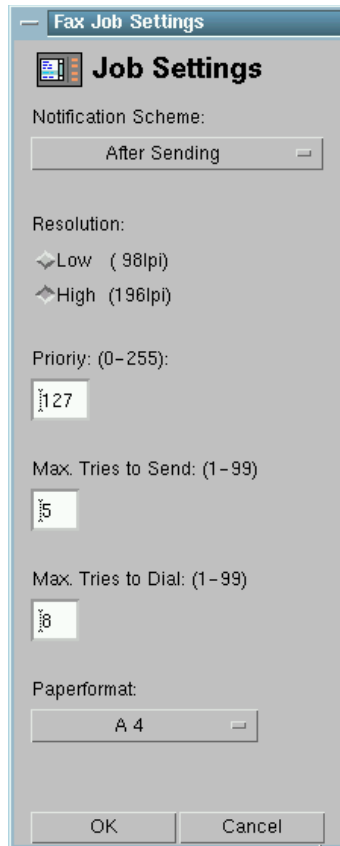 Fax Job Settings
Job Settings
Notification Scheme:
After Sending
Resolution:
Low ( 98lpi)
High (196lpi)
Prioriy: (0-255):
127
Max. Tries to Send: (1-99)
5
Max. Tries to Dial: (1-99)
8
Paperformat:
A 4
OK Cancel